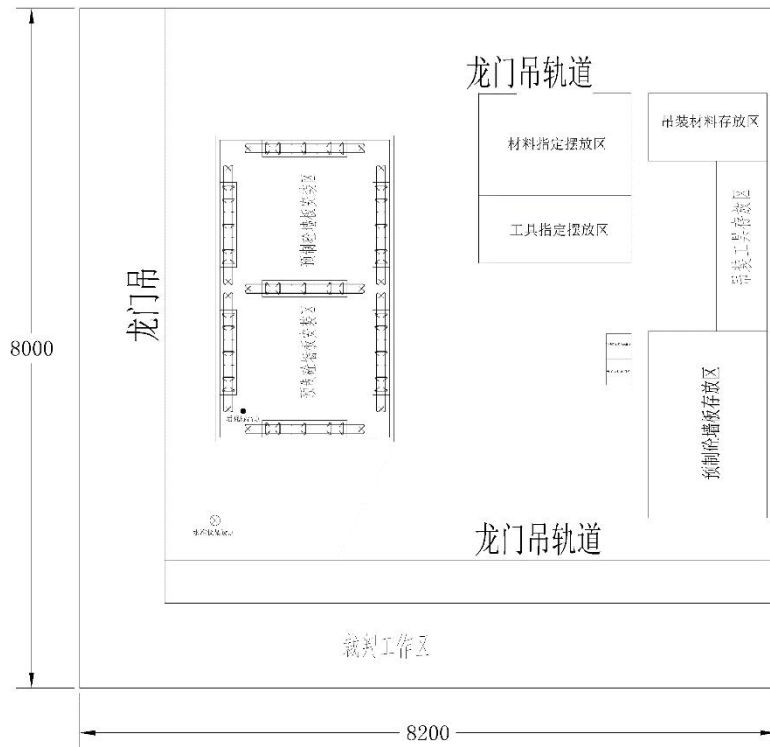 龙门吊轨道
吊装材料存放区
材料指定摆放区
预制砼墙板安装区
吊装工具存放区
工具指定摆放区
龙门吊
8000
预制砼墙板安装区
预制砼墙板存放区
龙门吊轨道
裁判工作区
8200